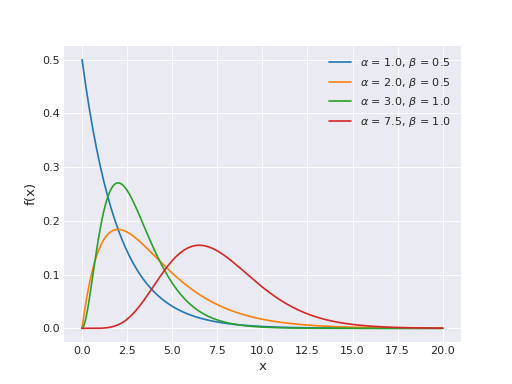 α = 1.0, β = 0.5
α = 2.0, β = 0.5
α = 3.0, β = 1.0
α = 7.5, β = 1.0
f(x)
0.5
0.4
0.3
0.2
0.1
0.0
0.0 2.5 5.0 7.5 10.0 12.5 15.0 17.5 20.0
x